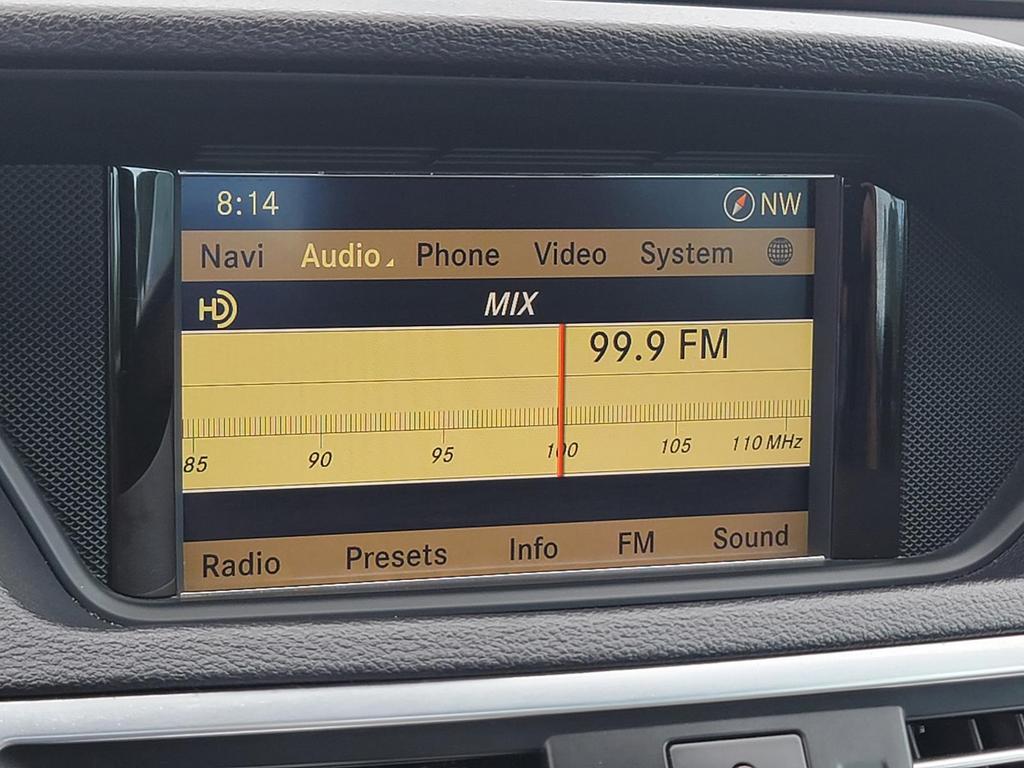 8:14 NW
Navi Audio Phone Video System
HD MIX
99.9 FM
85 90 95 100 105 110 MHz
Radio Presets Info FM Sound